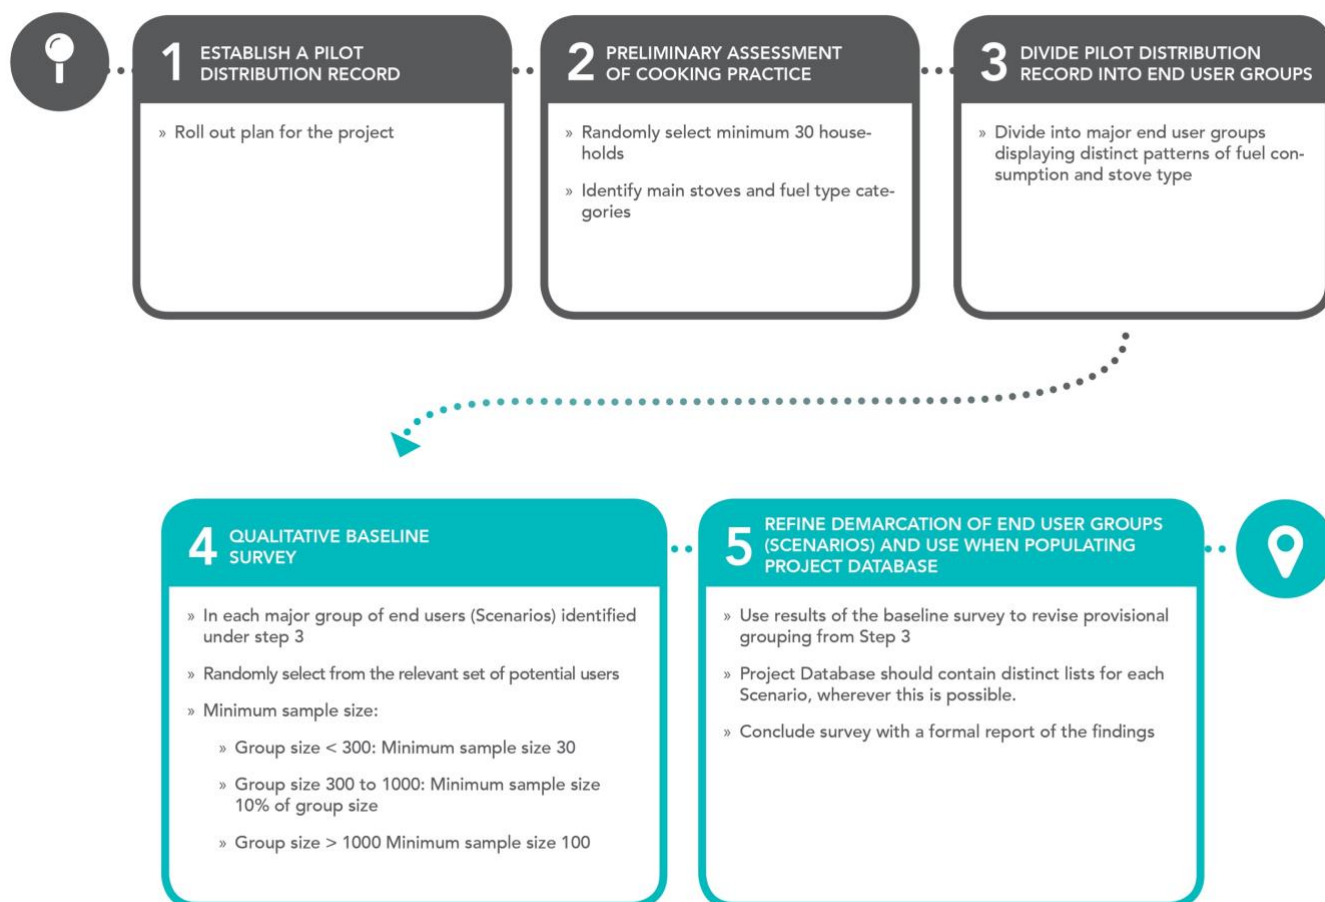 1 ESTABLISH A PILOT
DISTRIBUTION RECORD
» Roll out plan for the project
2 PRELIMINARY ASSESSMENT
OF COOKING PRACTICE
» Randomly select minimum 30 house-
holds
» Identify main stoves and fuel type cate-
gories
3 DIVIDE PILOT DISTRIBUTION
RECORD INTO END USER GROUPS
» Divide into major end user groups
displaying distinct patterns of fuel con-
sumption and stove type
4 QUALITATIVE BASELINE
SURVEY
» In each major group of end users (Scenarios) identified
under step 3
» Randomly select from the relevant set of potential users
» Minimum sample size:
» Group size < 300: Minimum sample size 30
» Group size 300 to 1000: Minimum sample size
10% of group size
» Group size > 1000 Minimum sample size 100
5 REFINE DEMARCATION OF END USER GROUPS
(SCENARIOS) AND USE WHEN POPULATING
PROJECT DATABASE
» Use results of the baseline survey to revise provisional
grouping from Step 3
» Project Database should contain distinct lists for each
Scenario, wherever this is possible.
» Conclude survey with a formal report of the findings